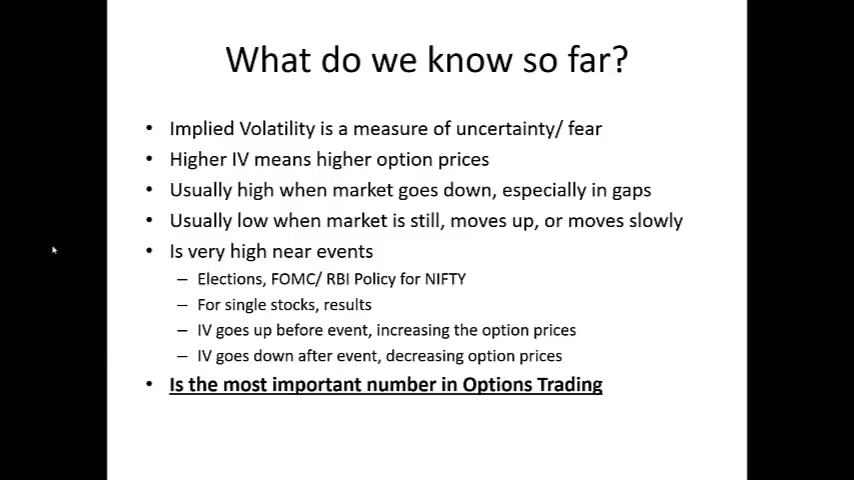 What do we know so far?
• Implied Volatility is a measure of uncertainty/ fear
• Higher IV means higher option prices
• Usually high when market goes down, especially in gaps
• Usually low when market is still, moves up, or moves slowly
• Is very high near events
– Elections, FOMC/ RBI Policy for NIFTY
– For single stocks, results
– IV goes up before event, increasing the option prices
– IV goes down after event, decreasing option prices
• Is the most important number in Options Trading